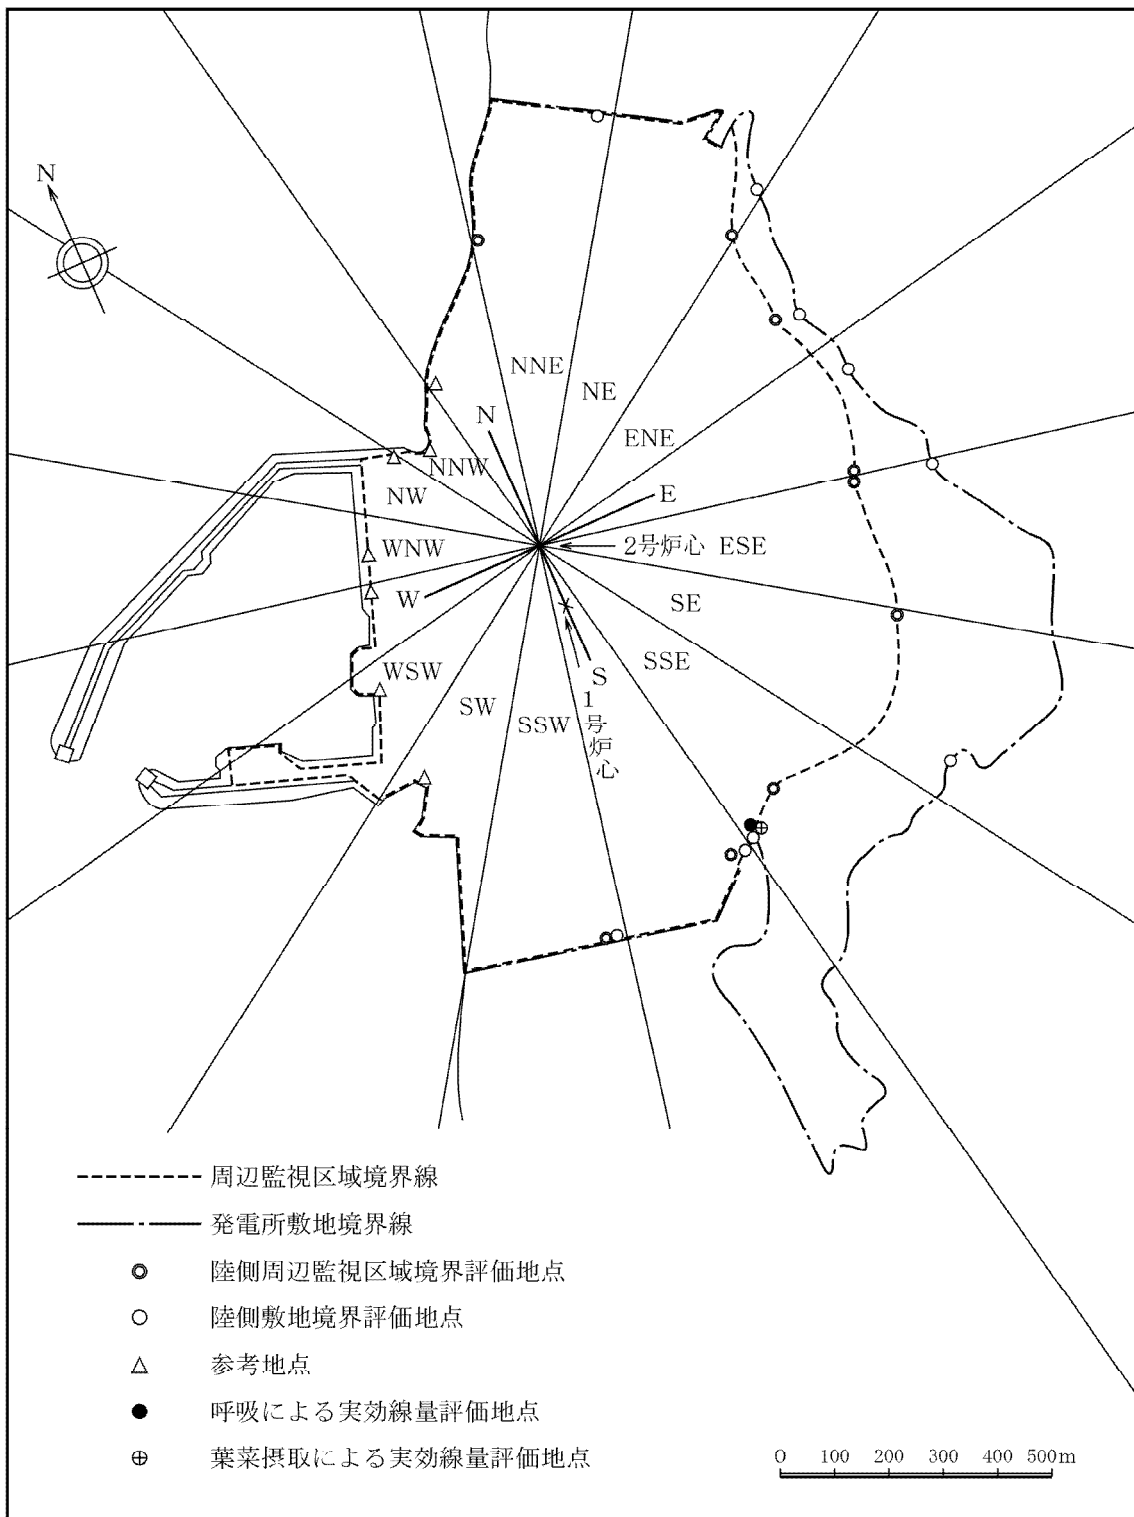 N
NNE
NE
N
ENE
NNW
NW
E
WNW
2号炉心 ESE
W
SE
SSE
WSW
S
SW
SSW
1号炉心
周辺監視区域境界線
発電所敷地境界線
陸側周辺監視区域境界評価地点
陸側敷地境界評価地点
参考地点
呼吸による実効線量評価地点
葉菜摂取による実効線量評価地点
0 100 200 300 400 500m